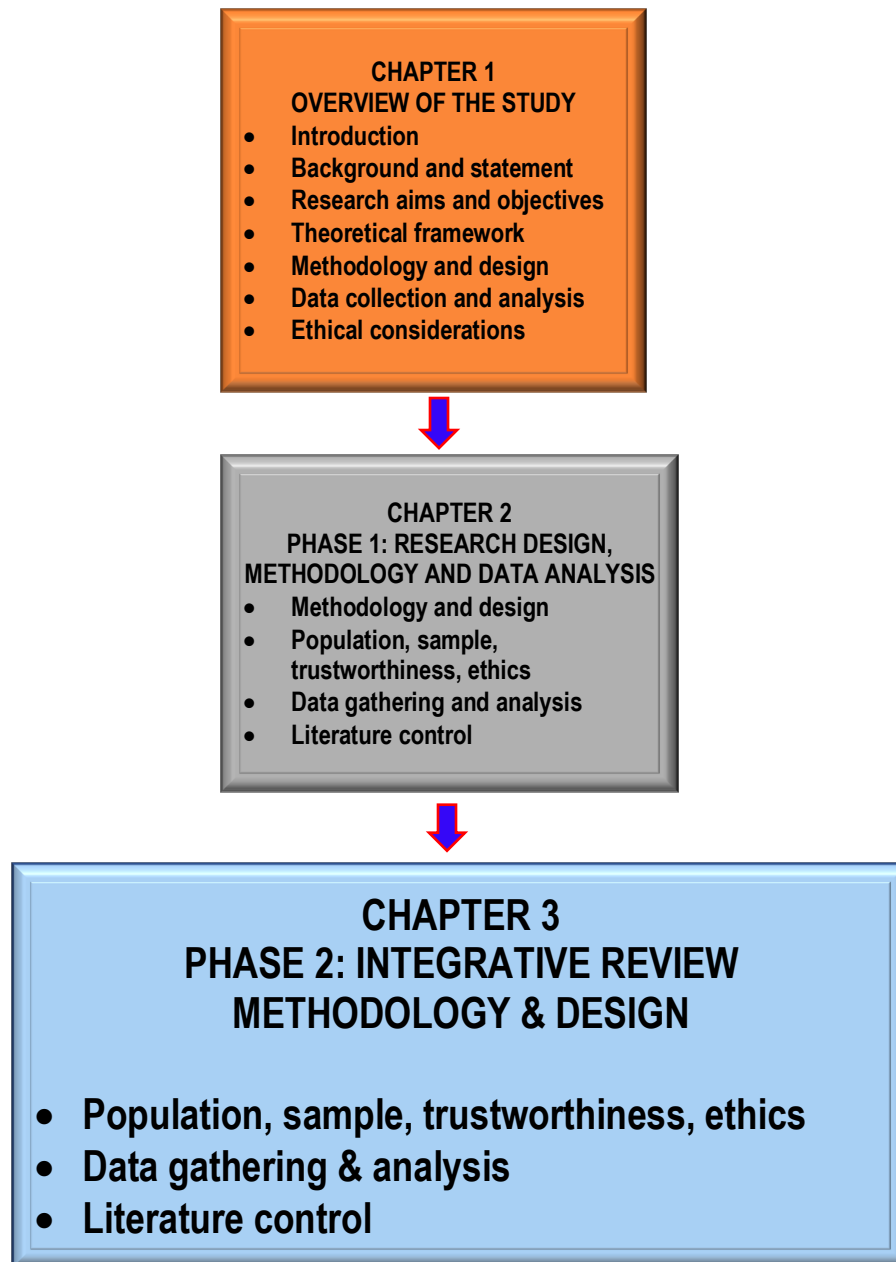 CHAPTER 1
OVERVIEW OF THE STUDY
• Introduction
• Background and statement
• Research aims and objectives
• Theoretical framework
• Methodology and design
• Data collection and analysis
• Ethical considerations
CHAPTER 2
PHASE 1: RESEARCH DESIGN,
METHODOLOGY AND DATA ANALYSIS
• Methodology and design
• Population, sample,
trustworthiness, ethics
• Data gathering and analysis
• Literature control
CHAPTER 3
PHASE 2: INTEGRATIVE REVIEW
METHODOLOGY & DESIGN
• Population, sample, trustworthiness, ethics
• Data gathering & analysis
• Literature control